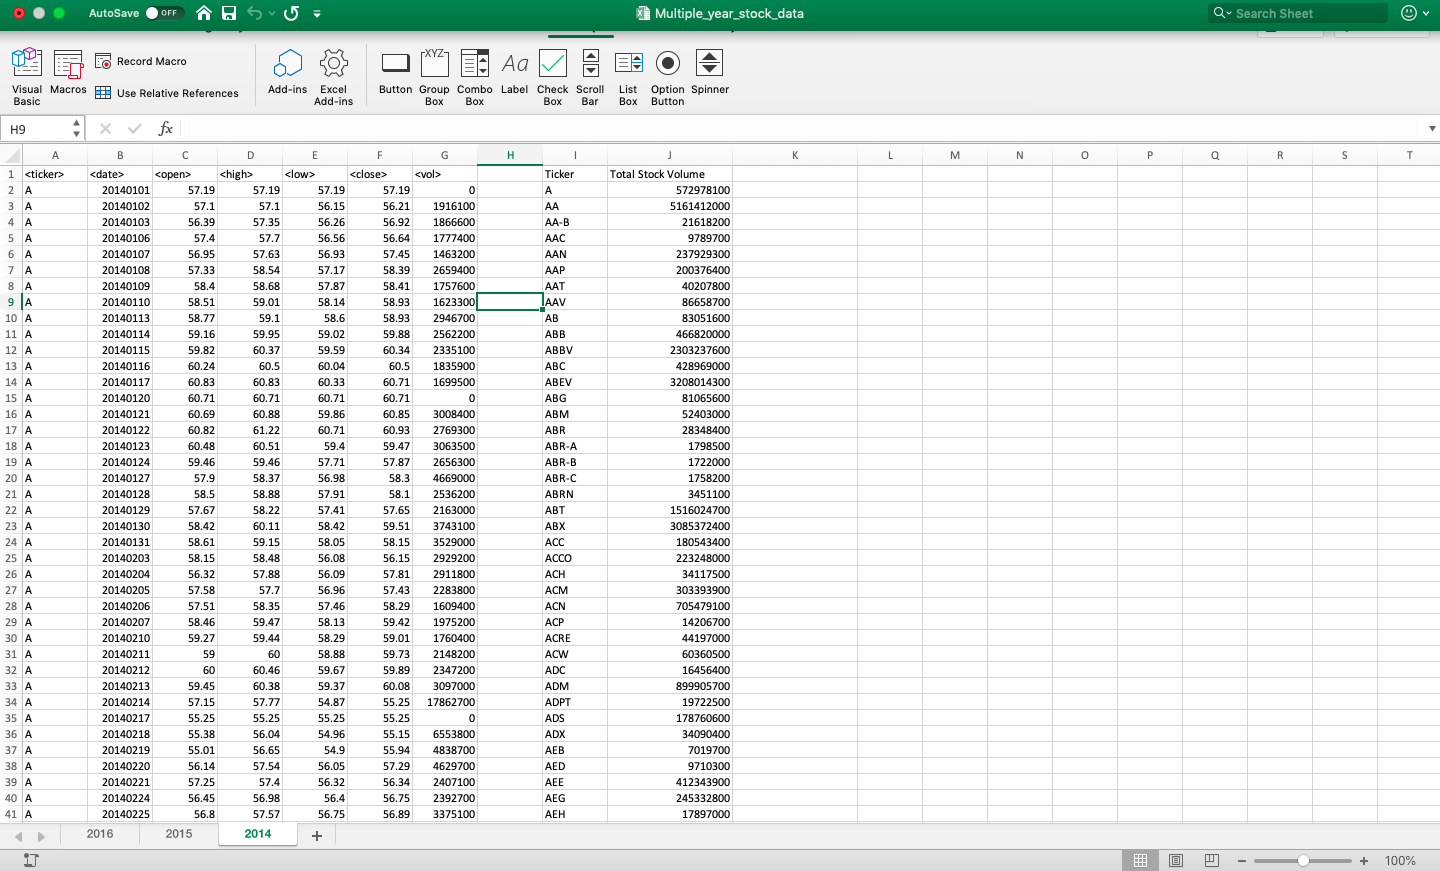 AutoSave OFF Multiple_year_stock_data Search Sheet
Visual Basic Macros Record Macro Use Relative References Add-ins Excel Add-ins Button Group Box Combo Box Label Check Box Scroll Bar List Box Option Button Spinner
XYZ Aa
H9 fx
A B C D E F G H I J K L M N O P Q R S T
1 <ticker> <date> <open> <high> <low> <close> <vol> Ticker Total Stock Volume
2 A 20140101 57.19 57.19 57.19 57.19 0 A 572978100
3 A 20140102 57.1 57.1 56.15 56.21 1916100 AA 5161412000
4 A 20140103 56.39 57.35 56.26 56.92 1866600 AA-B 21618200
5 A 20140106 57.4 57.7 56.56 56.64 1777400 AAC 9789700
6 A 20140107 56.95 57.63 56.93 57.45 1463200 AAN 237929300
7 A 20140108 57.33 58.54 57.17 58.39 2659400 AAP 200376400
8 A 20140109 58.4 58.68 57.87 58.41 1757600 AAT 40207800
9 A 20140110 58.51 59.01 58.14 58.93 1623300 AAV 86658700
10 A 20140113 58.77 59.1 58.6 58.93 2946700 AB 83051600
11 A 20140114 59.16 59.95 59.02 59.88 2562200 ABB 466820000
12 A 20140115 59.82 60.37 59.59 60.34 2335100 ABBV 2303237600
13 A 20140116 60.24 60.5 60.04 60.5 1835900 ABC 428969000
14 A 20140117 60.83 60.83 60.33 60.71 1699500 ABEV 3208014300
15 A 20140120 60.71 60.71 60.71 60.71 0 ABG 81065600
16 A 20140121 60.69 60.88 59.86 60.85 3008400 ABM 52403000
17 A 20140122 60.82 61.22 60.71 60.93 2769300 ABR 28348400
18 A 20140123 60.48 60.51 59.4 59.47 3063500 ABR-A 1798500
19 A 20140124 59.46 59.46 57.71 57.87 2656300 ABR-B 1722000
20 A 20140127 57.9 58.37 56.98 58.3 4669000 ABR-C 1758200
21 A 20140128 58.5 58.88 57.91 58.1 2536200 ABRN 3451100
22 A 20140129 57.67 58.22 57.41 57.65 2163000 ABT 1516024700
23 A 20140130 58.42 60.11 58.42 59.51 3743100 ABX 3085372400
24 A 20140131 58.61 59.15 58.05 58.15 3529000 ACC 180543400
25 A 20140203 58.15 58.48 56.08 56.15 2929200 ACCO 223248000
26 A 20140204 56.32 57.88 56.09 57.81 2911800 ACH 34117500
27 A 20140205 57.58 57.7 56.96 57.43 2283800 ACM 303393900
28 A 20140206 57.51 58.35 57.46 58.29 1609400 ACN 705479100
29 A 20140207 58.46 59.47 58.13 59.42 1975200 ACP 14206700
30 A 20140210 59.27 59.44 58.29 59.01 1760400 ACRE 44197000
31 A 20140211 59 60 58.88 59.73 2148200 ACW 60360500
32 A 20140212 60 60.46 59.67 59.89 2347200 ADC 16456400
33 A 20140213 59.45 60.38 59.37 60.08 3097000 ADM 899905700
34 A 20140214 57.15 57.77 54.87 55.25 17862700 ADPT 19722500
35 A 20140217 55.25 55.25 55.25 55.25 0 ADS 178760600
36 A 20140218 55.38 56.04 54.96 55.15 6553800 ADX 34090400
37 A 20140219 55.01 56.65 54.9 55.94 4838700 AEB 7019700
38 A 20140220 56.14 57.54 56.05 57.29 4629700 AED 9710300
39 A 20140221 57.25 57.4 56.32 56.34 2407100 AEE 412343900
40 A 20140224 56.45 56.98 56.4 56.75 2392700 AEG 245332800
41 A 20140225 56.8 57.57 56.75 56.89 3375100 AEH 17897000
2016 2015 2014 +
100%